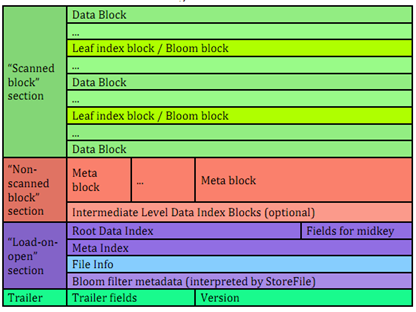 Data Block
...
Leaf index block / Bloom block
“Scanned block” section
...
Data Block
...
Leaf index block / Bloom block
...
Data Block
“Non-scanned block” section
Meta block
...
Meta block
Intermediate Level Data Index Blocks (optional)
“Load-on-open” section
Root Data Index
Fields for midkey
Meta Index
File Info
Bloom filter metadata (interpreted by StoreFile)
Trailer
Trailer fields
Version